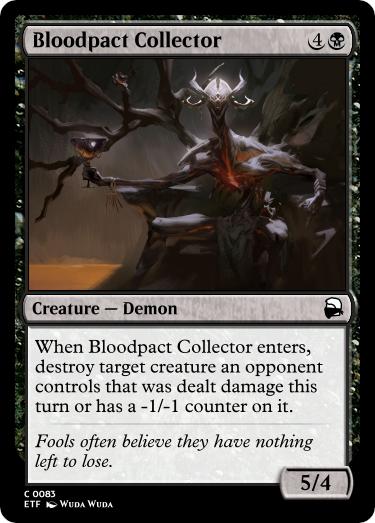 Bloodpact Collector 4
Creature — Demon
When Bloodpact Collector enters,
destroy target creature an opponent
controls that was dealt damage this
turn or has a -1/-1 counter on it.
Fools often believe they have nothing
left to lose.
5/4
C 0083
ETF Wuda Wuda